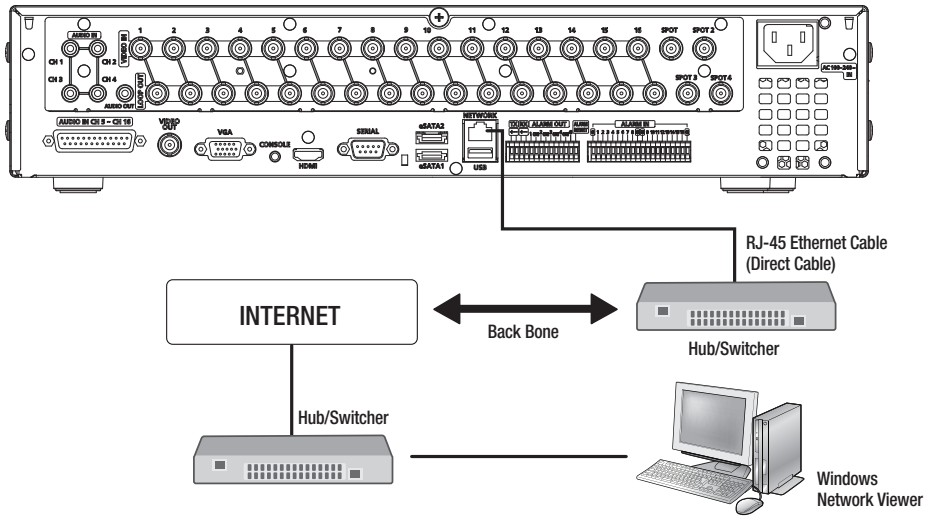 AUDIO IN
VIDEO IN
1 2 3 4 5 6 7 8 9 10 11 12 13 14 15 16 SPOT SPOT 2
CH 1 CH 2
CH 3 CH 4
AUDIO OUT
LOOP OUT
SPOT 3 SPOT4
AUDIO IN CH 5 – CH 16
VIDEO
OUT
VGA
CONSOLE
HDMI
SERIAL
eSATA2
eSATA1
NETWORK
USB
ALARM OUT
ALARM IN
IN
RJ-45 Ethernet Cable
(Direct Cable)
INTERNET
Back Bone
Hub/Switcher
Hub/Switcher
Windows
Network Viewer